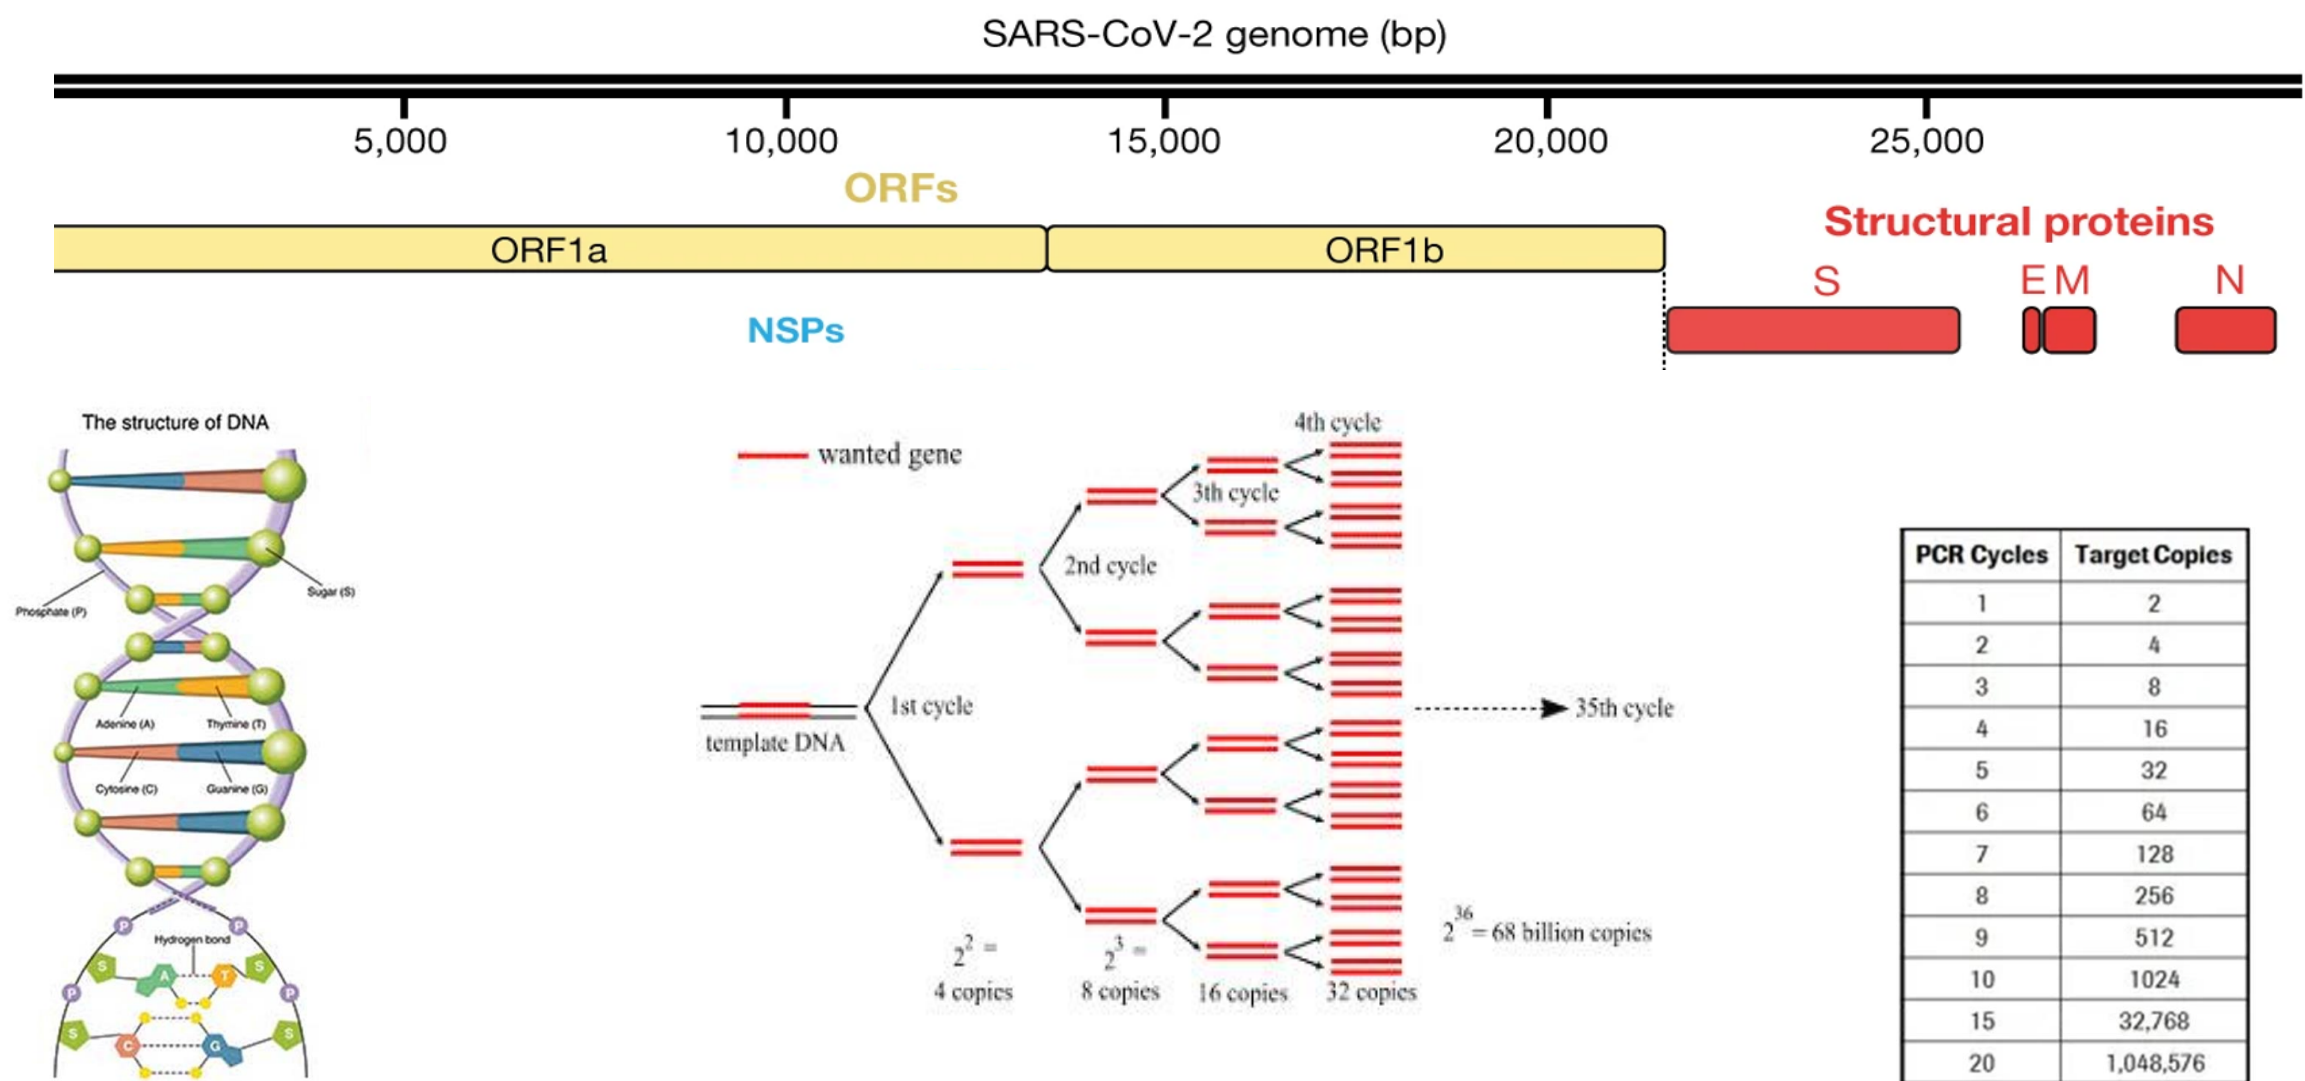 SARS-CoV-2 genome (bp)
5,000 10,000 15,000 20,000 25,000
ORFs
ORF1a ORF1b
Structural proteins
S E M N
NSPs
The structure of DNA
Phosphate (P)
Sugar (S)
Adenine (A) Thymine (T)
Cytosine (C) Guanine (G)
P P
Hydrogen bond
S A T S
P P
S C G S
wanted gene
template DNA
1st cycle
2nd cycle
3th cycle
4th cycle
35th cycle
2² =
4 copies
2³ =
8 copies
16 copies
32 copies
2³⁶ = 68 billion copies
PCR Cycles Target Copies
1 2
2 4
3 8
4 16
5 32
6 64
7 128
8 256
9 512
10 1024
15 32,768
20 1,048,576